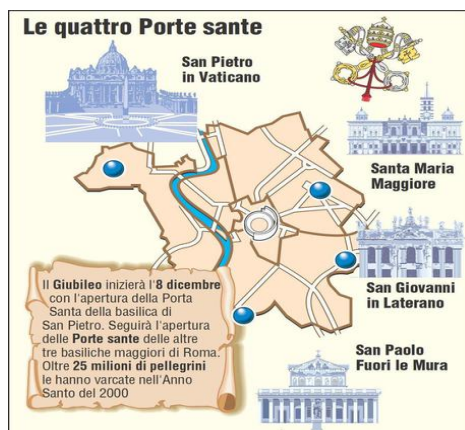 Le quattro Porte sante
San Pietro
in Vaticano
Santa Maria
Maggiore
San Giovanni
in Laterano
San Paolo
Fuori le Mura
Il Giubileo inizierà l'8 dicembre
con l'apertura della Porta
Santa della basilica di
San Pietro. Seguirà l'apertura
delle Porte sante delle altre
tre basiliche maggiori di Roma.
Oltre 25 milioni di pellegrini
le hanno varcate nell'Anno
Santo del 2000